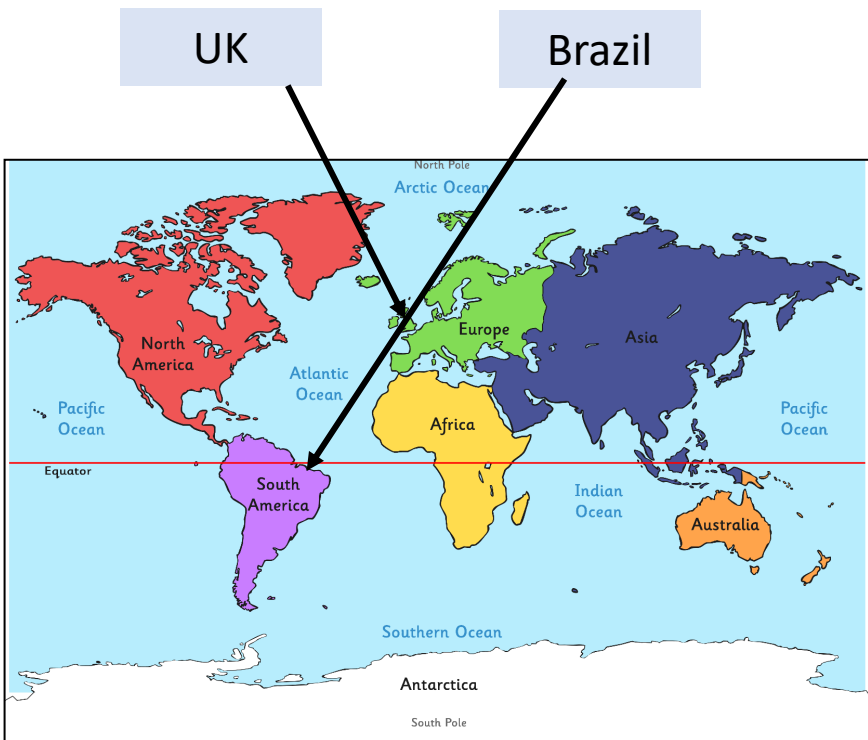 UK
Brazil
North Pole
Arctic Ocean
North
America
Europe
Asia
Atlantic
Ocean
Pacific
Ocean
Pacific
Ocean
Africa
Equator
South
America
Indian
Ocean
Australia
Southern Ocean
Antarctica
South Pole